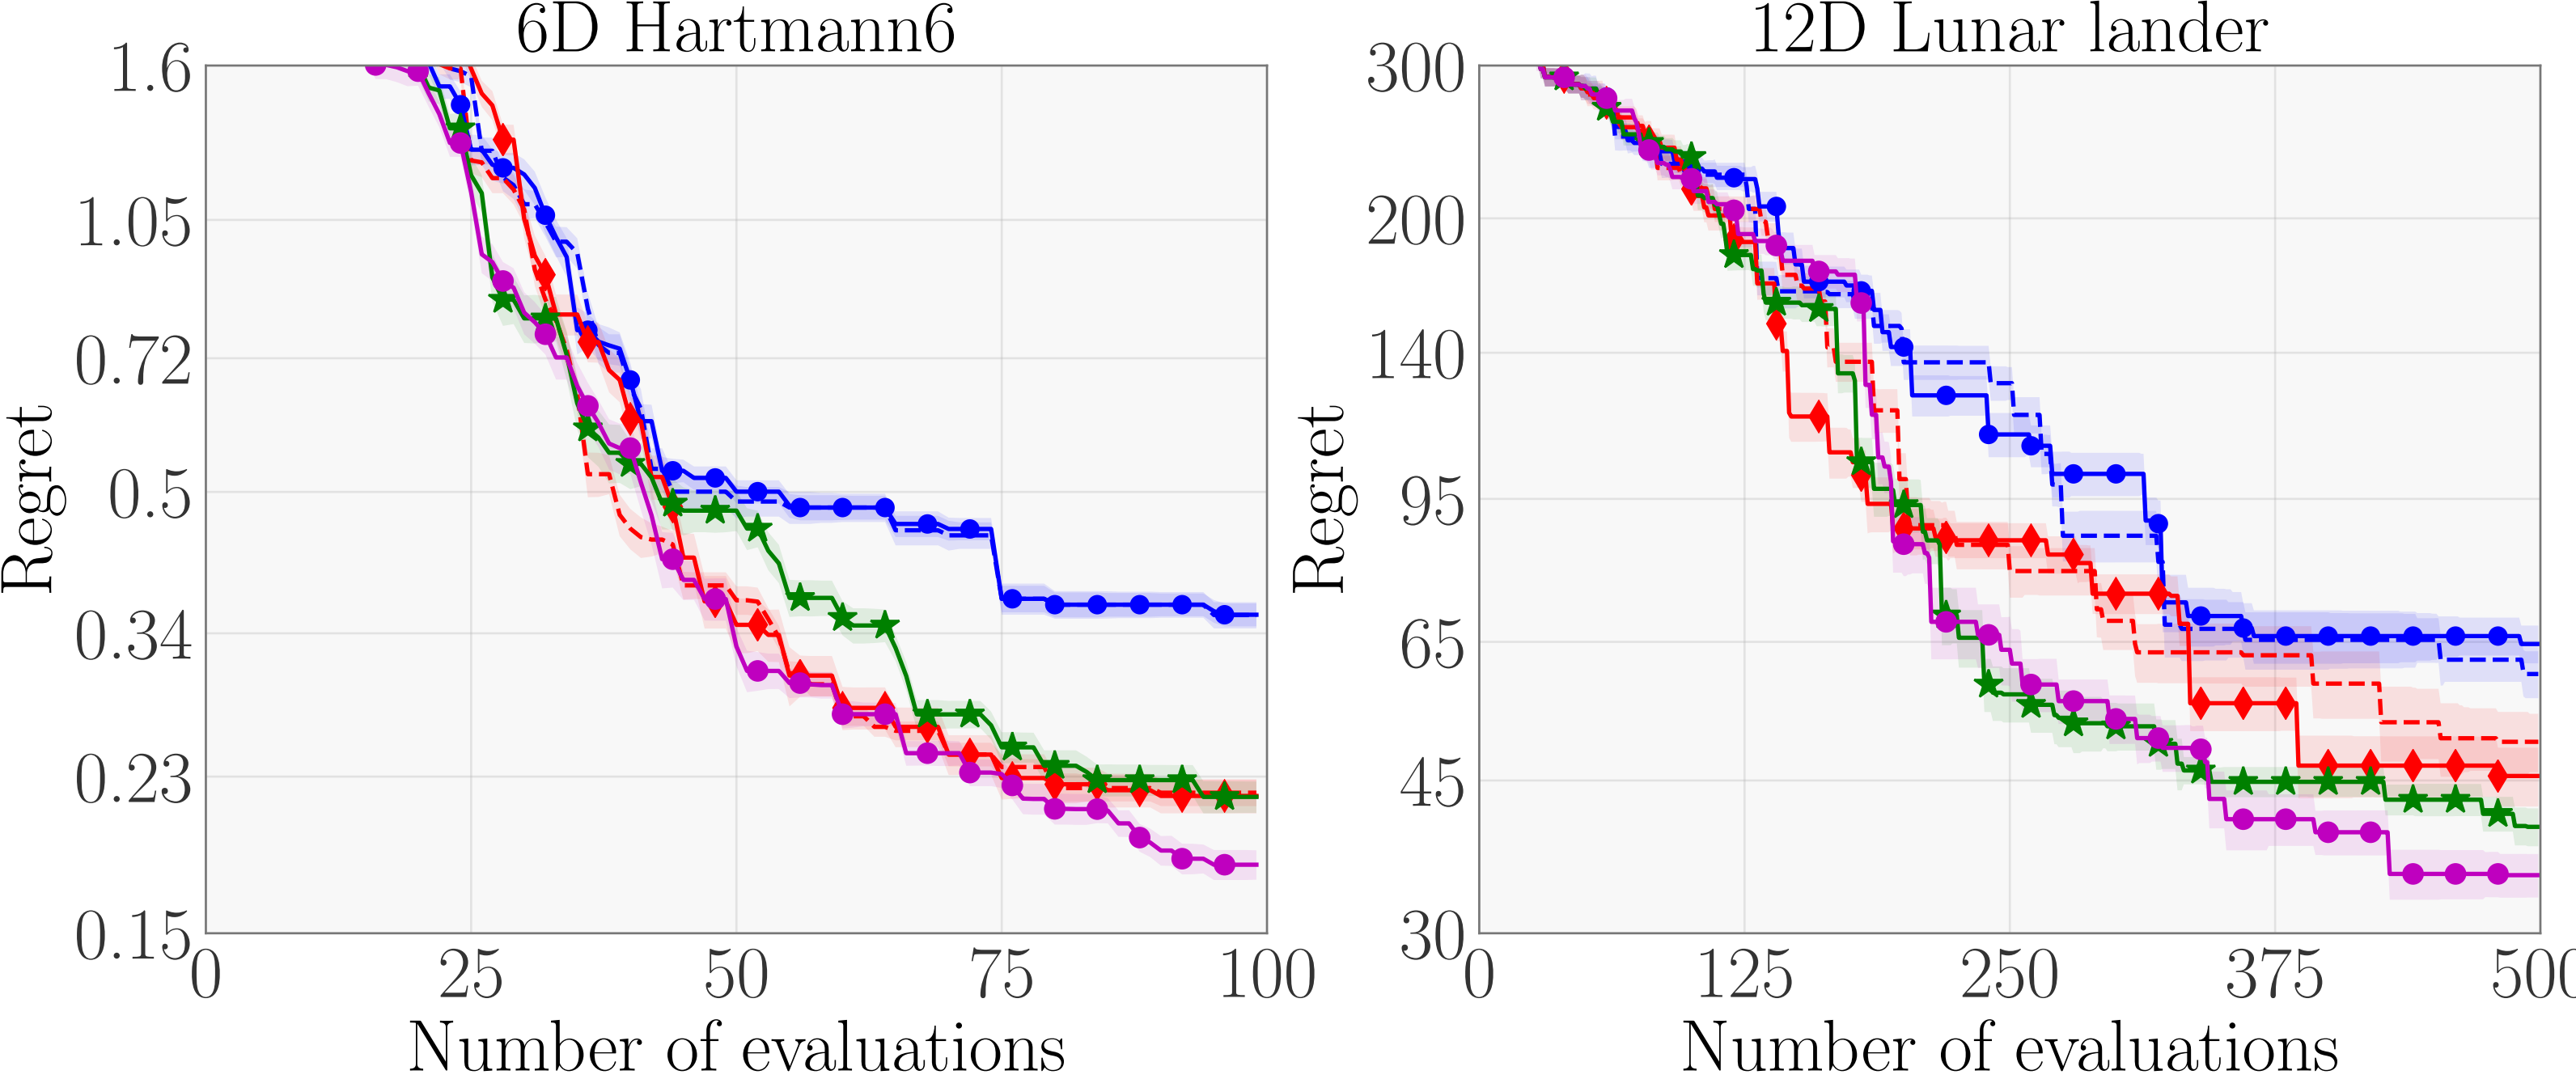 6D Hartmann6
Regret
1.6
1.05
0.72
0.5
0.34
0.23
0.15
0 25 50 75 100
Number of evaluations
12D Lunar lander
Regret
300
200
140
95
65
45
30
0 125 250 375 500
Number of evaluations